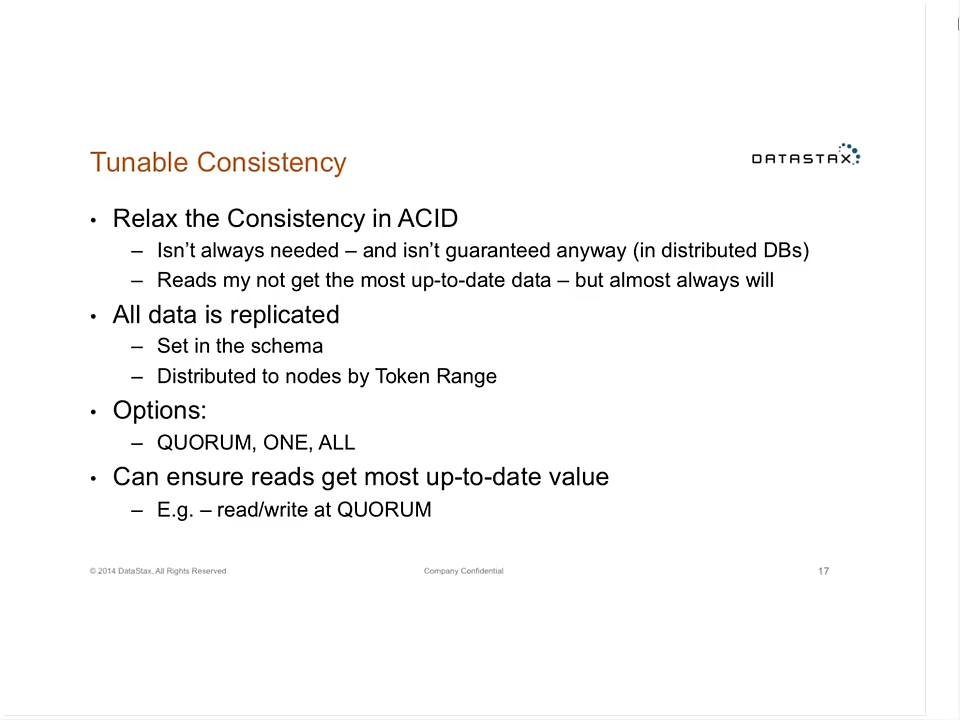 Tunable Consistency
DATASTAX
• Relax the Consistency in ACID
– Isn’t always needed – and isn’t guaranteed anyway (in distributed DBs)
– Reads my not get the most up-to-date data – but almost always will
• All data is replicated
– Set in the schema
– Distributed to nodes by Token Range
• Options:
– QUORUM, ONE, ALL
• Can ensure reads get most up-to-date value
– E.g. – read/write at QUORUM
© 2014 DataStax, All Rights Reserved. Company Confidential 17